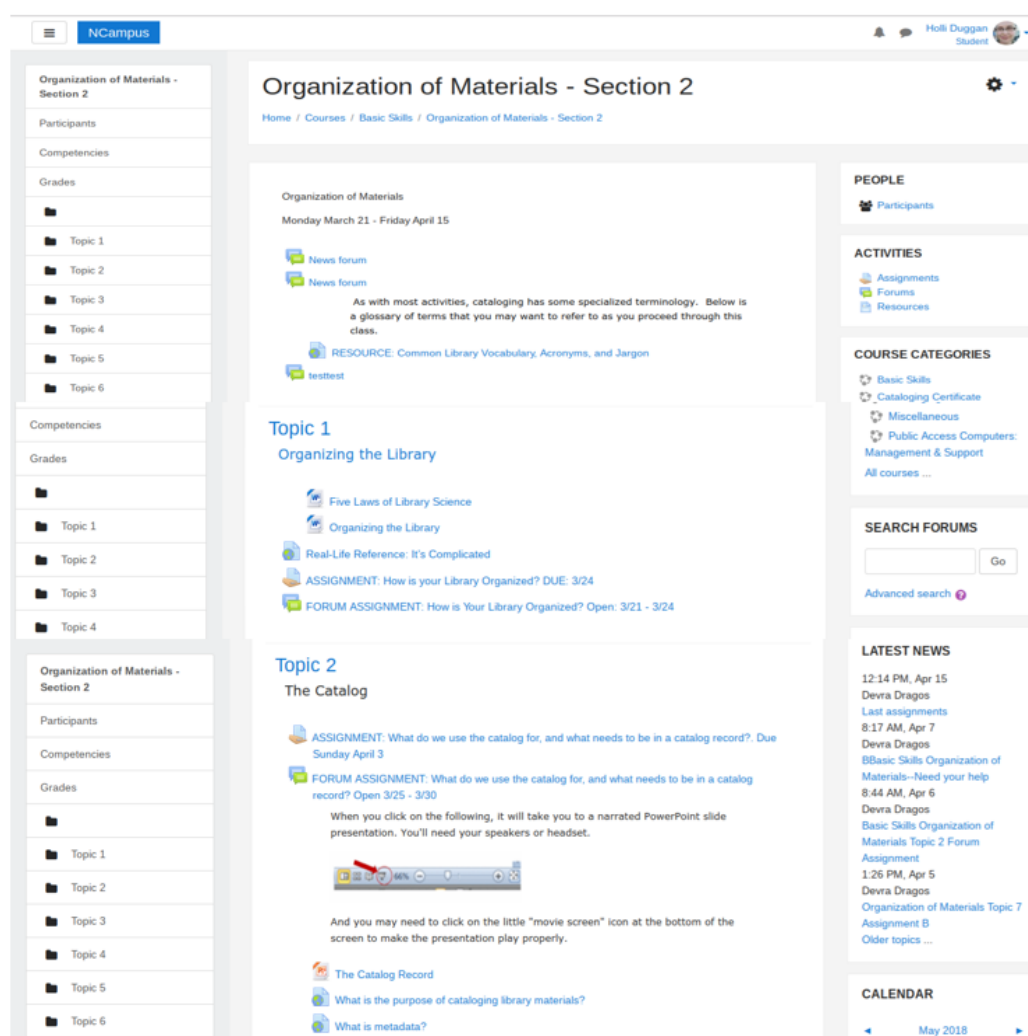 NCampus
Holli Duggan
Student
Organization of Materials -
Section 2
Participants
Competencies
Grades
Topic 1
Topic 2
Topic 3
Topic 4
Topic 5
Topic 6
Competencies
Grades
Topic 1
Topic 2
Topic 3
Topic 4
Organization of Materials -
Section 2
Participants
Competencies
Grades
Topic 1
Topic 2
Topic 3
Topic 4
Topic 5
Topic 6
Organization of Materials - Section 2
Home / Courses / Basic Skills / Organization of Materials - Section 2
Organization of Materials
Monday March 21 - Friday April 15
News forum
News forum
As with most activities, cataloging has some specialized terminology. Below is
a glossary of terms that you may want to refer to as you proceed through this
class.
RESOURCE: Common Library Vocabulary, Acronyms, and Jargon
testtest
Topic 1
Organizing the Library
Five Laws of Library Science
Organizing the Library
Real-Life Reference: It's Complicated
ASSIGNMENT: How is your Library Organized? DUE: 3/24
FORUM ASSIGNMENT: How is Your Library Organized? Open: 3/21 - 3/24
Topic 2
The Catalog
ASSIGNMENT: What do we use the catalog for, and what needs to be in a catalog record?. Due
Sunday April 3
FORUM ASSIGNMENT: What do we use the catalog for, and what needs to be in a catalog
record? Open 3/25 - 3/30
When you click on the following, it will take you to a narrated PowerPoint slide
presentation. You'll need your speakers or headset.
66%
And you may need to click on the little "movie screen" icon at the bottom of the
screen to make the presentation play properly.
The Catalog Record
What is the purpose of cataloging library materials?
What is metadata?
PEOPLE
Participants
ACTIVITIES
Assignments
Forums
Resources
COURSE CATEGORIES
Basic Skills
Cataloging Certificate
Miscellaneous
Public Access Computers:
Management & Support
All courses ...
SEARCH FORUMS
Go
Advanced search
LATEST NEWS
12:14 PM, Apr 15
Devra Dragos
Last assignments
8:17 AM, Apr 7
Devra Dragos
BBasic Skills Organization of
Materials--Need your help
8:44 AM, Apr 6
Devra Dragos
Basic Skills Organization of
Materials Topic 2 Forum
Assignment
1:26 PM, Apr 5
Devra Dragos
Organization of Materials Topic 7
Assignment B
Older topics ...
CALENDAR
May 2018